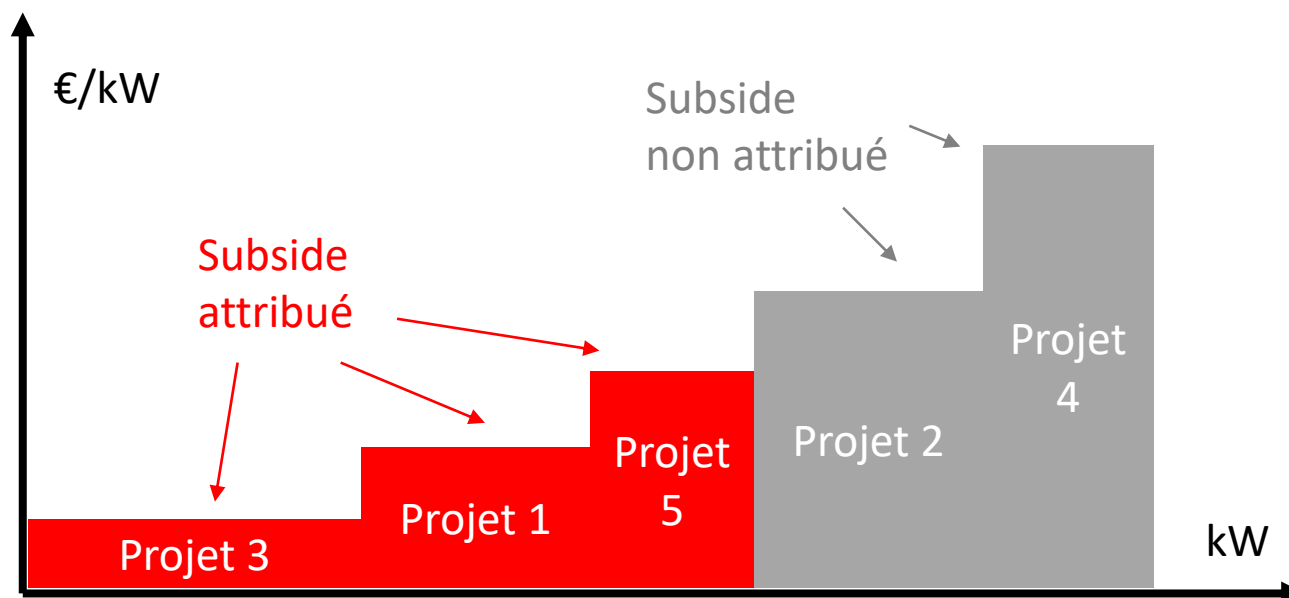 €/kW
Subside
non attribué
Subside
attribué
Projet 3
Projet 1
Projet
5
Projet 2
Projet
4
kW